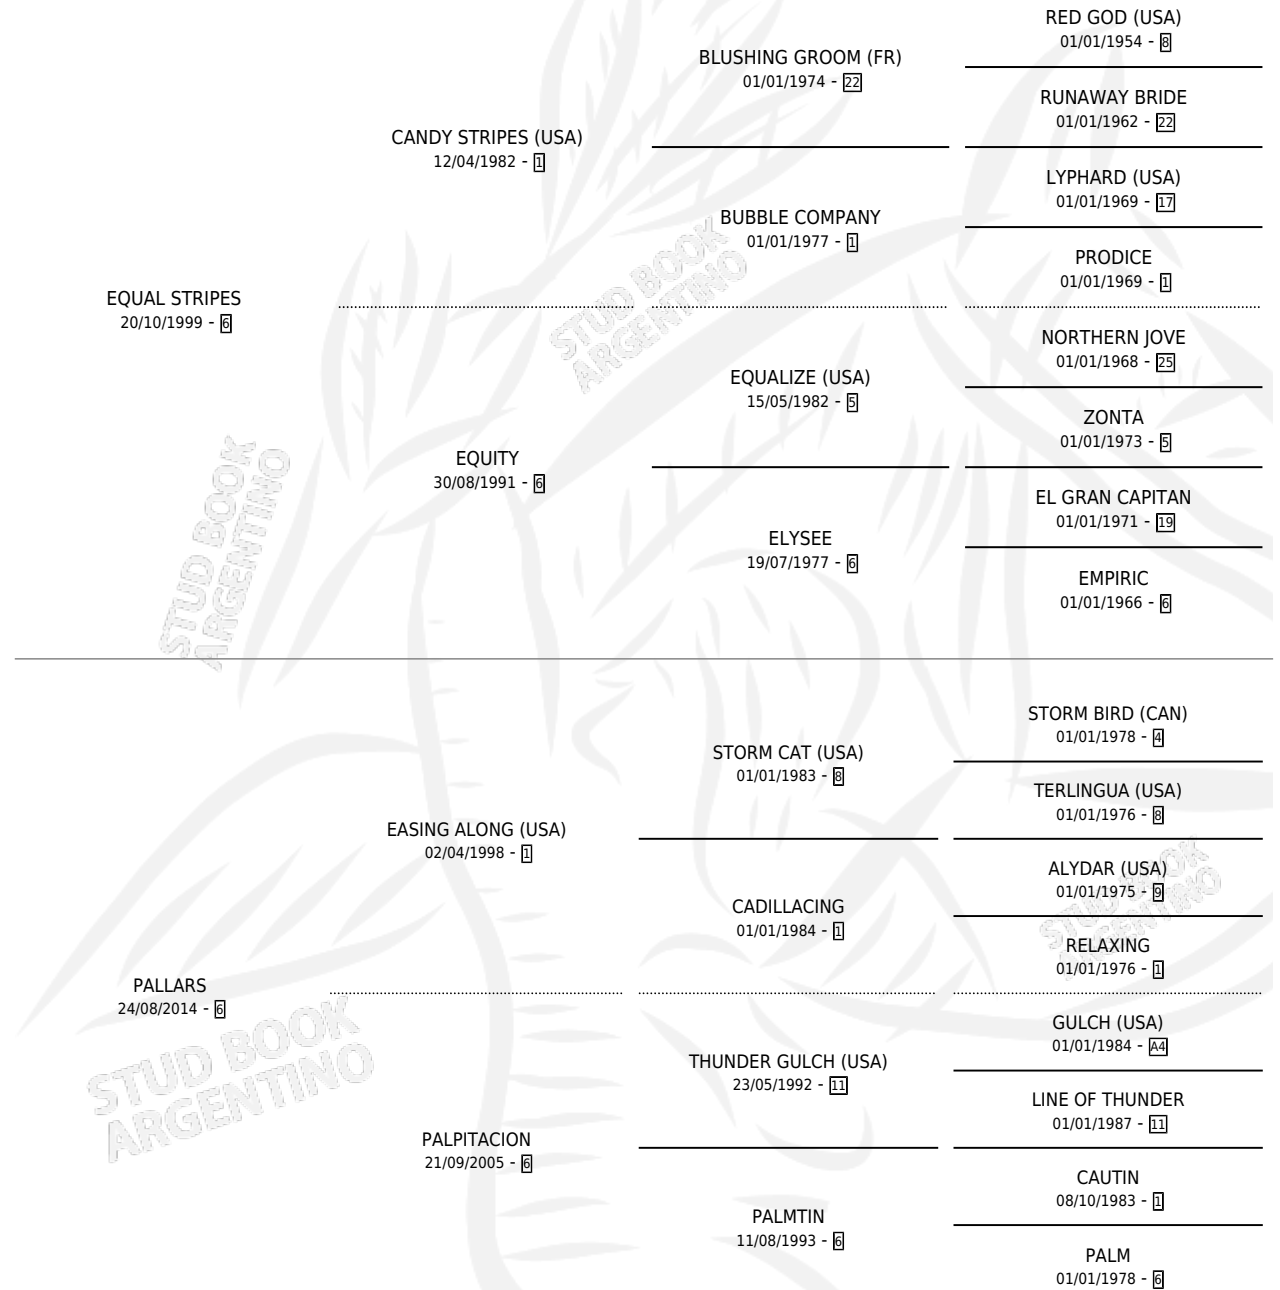 RED GOD (USA)
01/01/1954 - 8
BLUSHING GROOM (FR)
01/01/1974 - 22
RUNAWAY BRIDE
01/01/1962 - 22
CANDY STRIPES (USA)
12/04/1982 - 1
LYPHARD (USA)
01/01/1969 - 17
BUBBLE COMPANY
01/01/1977 - 1
PRODICE
01/01/1969 - 1
EQUAL STRIPES
20/10/1999 - 6
NORTHERN JOVE
01/01/1968 - 25
EQUALIZE (USA)
15/05/1982 - 5
ZONTA
01/01/1973 - 5
EQUITY
30/08/1991 - 6
EL GRAN CAPITAN
01/01/1971 - 19
ELYSEE
19/07/1977 - 6
EMPIRIC
01/01/1966 - 6
STUD BOOK
ARGENTINO
STUD BOOK
ARGENTINO
STORM BIRD (CAN)
01/01/1978 - 4
STORM CAT (USA)
01/01/1983 - 8
TERLINGUA (USA)
01/01/1976 - 8
EASING ALONG (USA)
02/04/1998 - 1
ALYDAR (USA)
01/01/1975 - 9
CADILLACING
01/01/1984 - 1
RELAXING
01/01/1976 - 1
PALLARS
24/08/2014 - 6
GULCH (USA)
01/01/1984 - A4
THUNDER GULCH (USA)
23/05/1992 - 11
LINE OF THUNDER
01/01/1987 - 11
PALPITACION
21/09/2005 - 6
CAUTIN
08/10/1983 - 1
PALMTIN
11/08/1993 - 6
PALM
01/01/1978 - 6
STUD BOOK
ARGENTINO
STUD BOOK
ARGENTINO